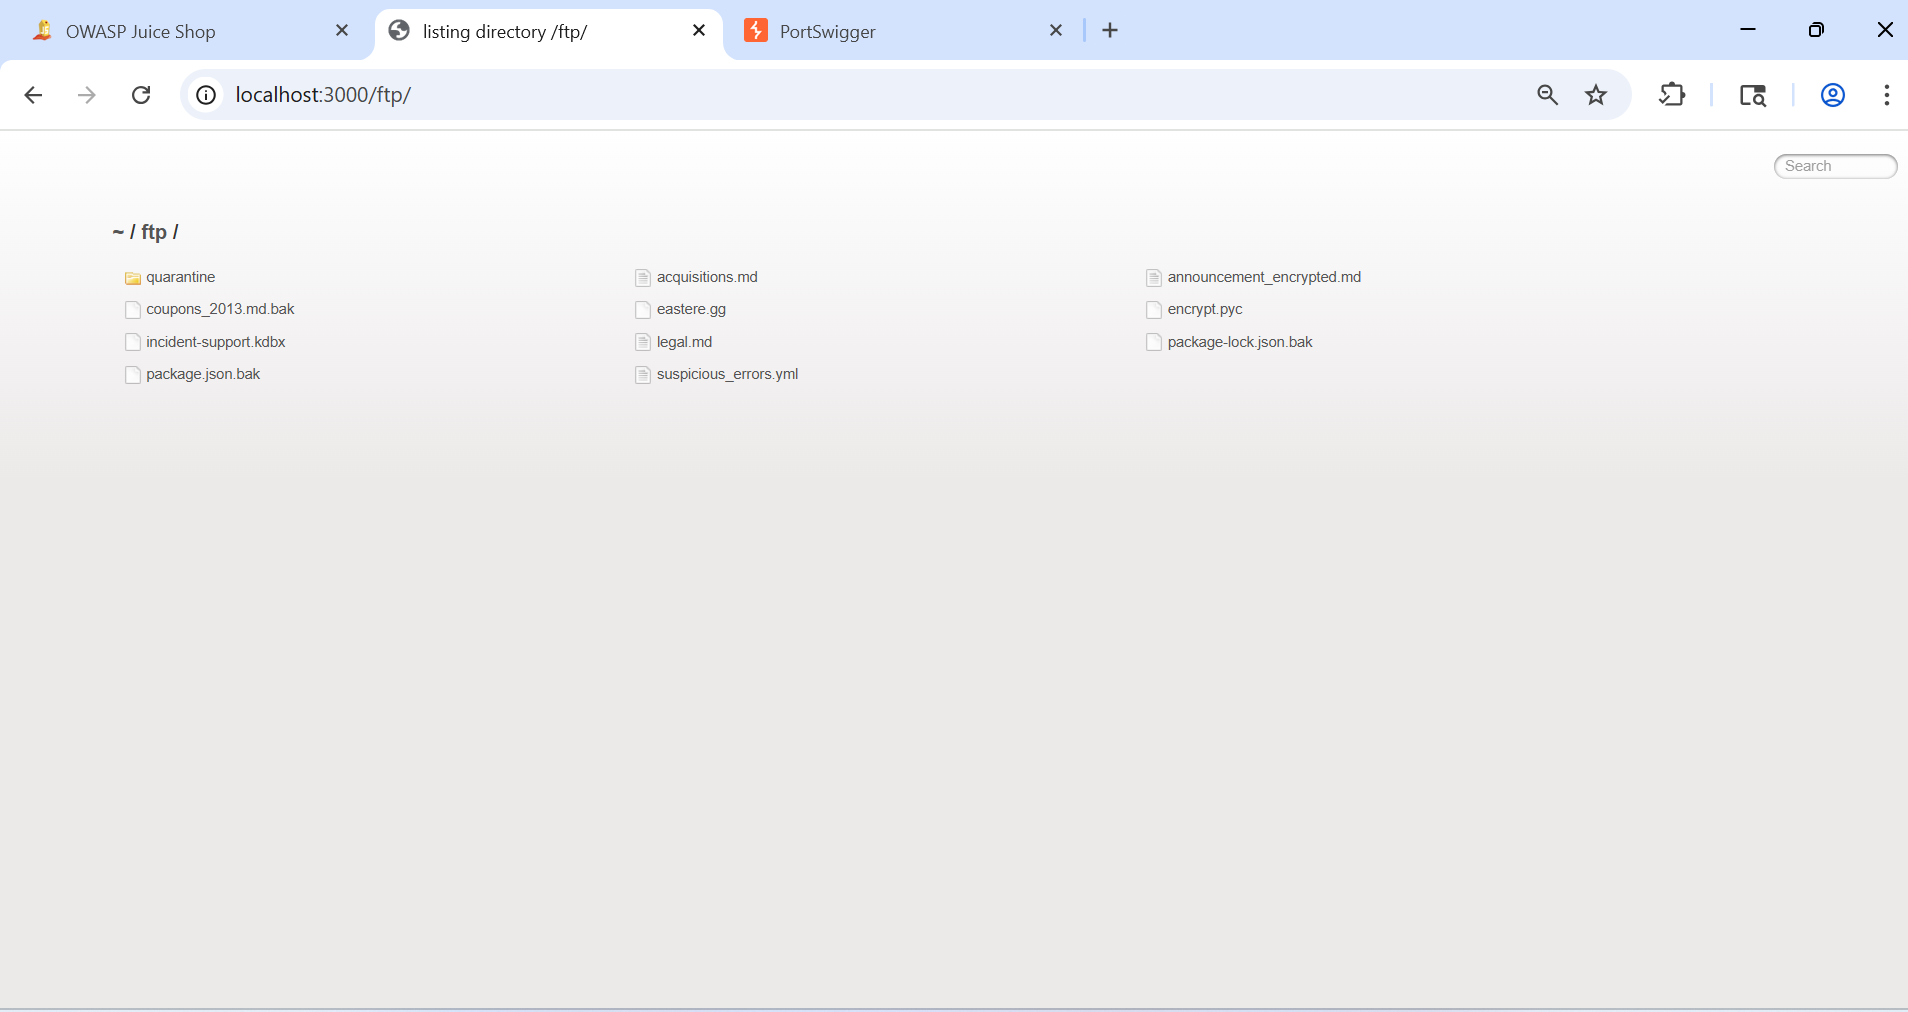 OWASP Juice Shop
listing directory /ftp/
PortSwigger
localhost:3000/ftp/
Search
~ / ftp /
quarantine
acquisitions.md
announcement_encrypted.md
coupons_2013.md.bak
eastere.gg
encrypt.pyc
incident-support.kdbx
legal.md
package-lock.json.bak
package.json.bak
suspicious_errors.yml